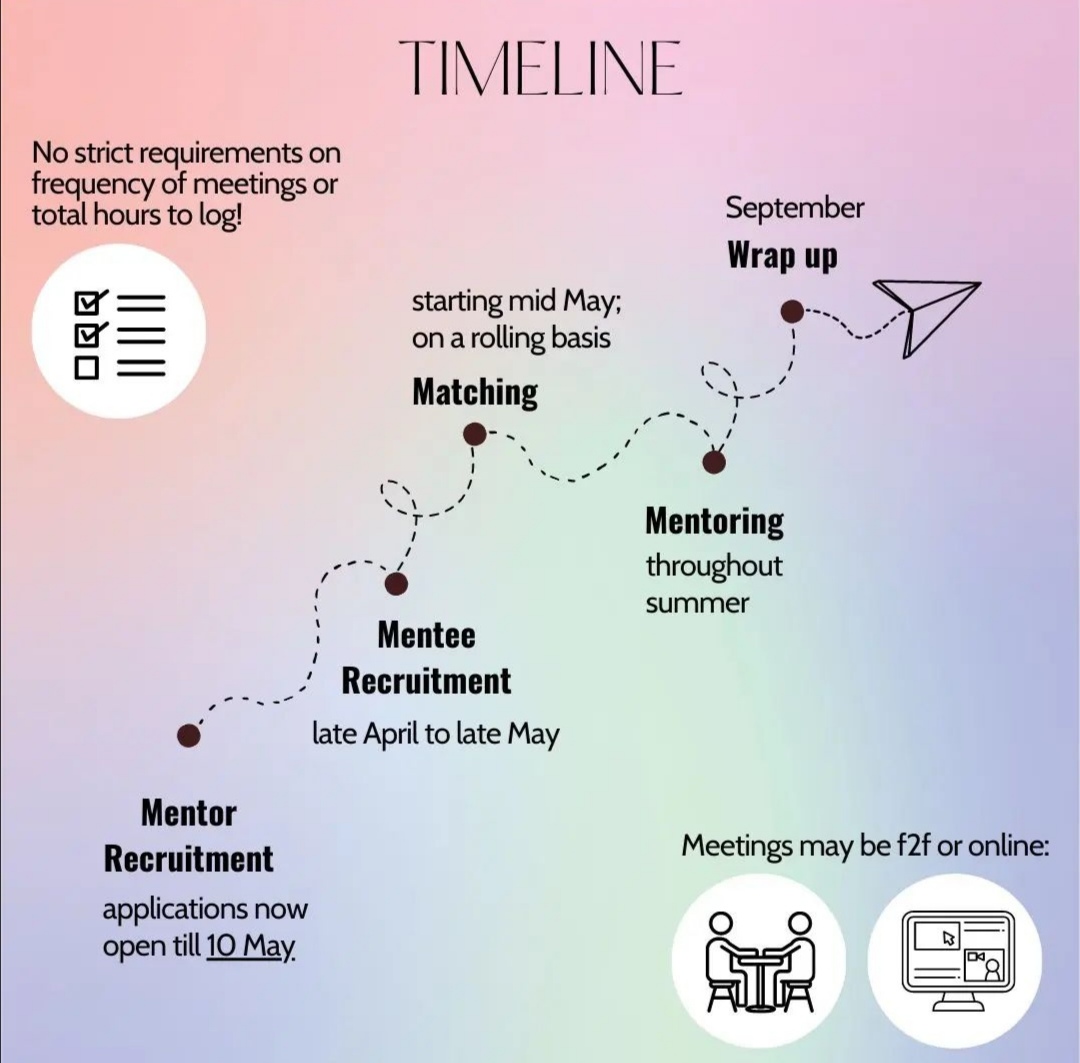 TIMELINE
No strict requirements on
frequency of meetings or
total hours to log!
September
Wrap up
starting mid May;
on a rolling basis
Matching
Mentoring
throughout
summer
Mentee
Recruitment
late April to late May
Mentor
Recruitment
applications now
open till 10 May.
Meetings may be f2f or online: